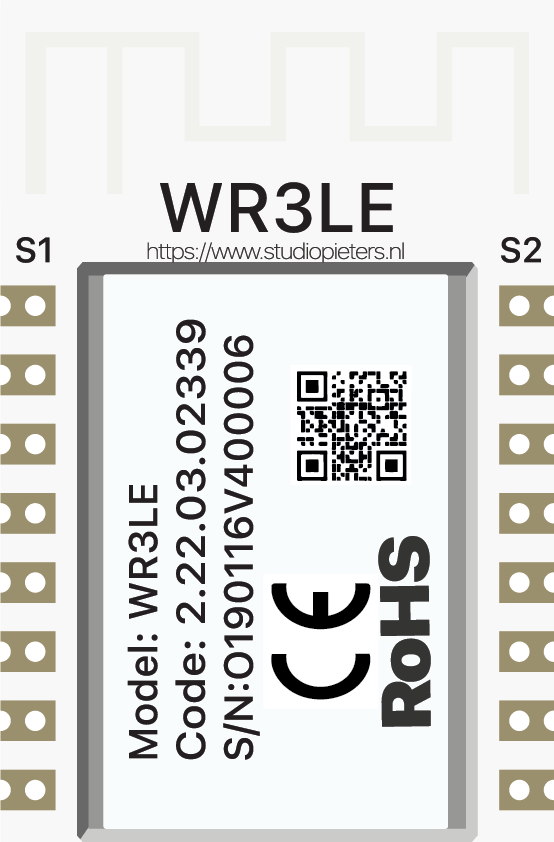 WR3LE
https://www.studiopieters.nl
S1
S2
Model: WR3LE
Code: 2.22.03.02339
S/N:O190116V400006
CE
RoHS